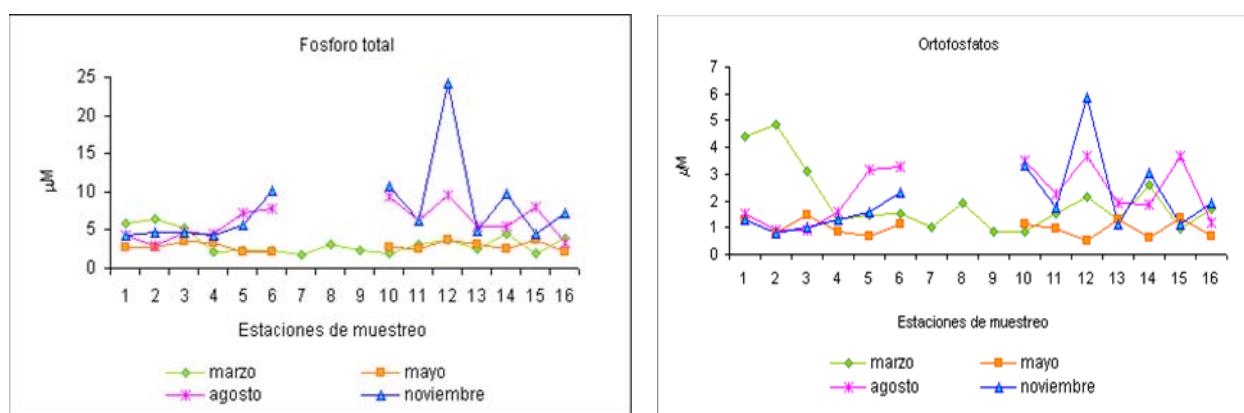 Fosforo total
25
20
15
10
5
0
µM
1 2 3 4 5 6 7 8 9 10 11 12 13 14 15 16
Estaciones de muestreo
marzo mayo
agosto noviembre
Ortofosfatos
7
6
5
4
3
2
1
0
µM
1 2 3 4 5 6 7 8 9 10 11 12 13 14 15 16
Estaciones de muestreo
marzo mayo
agosto noviembre